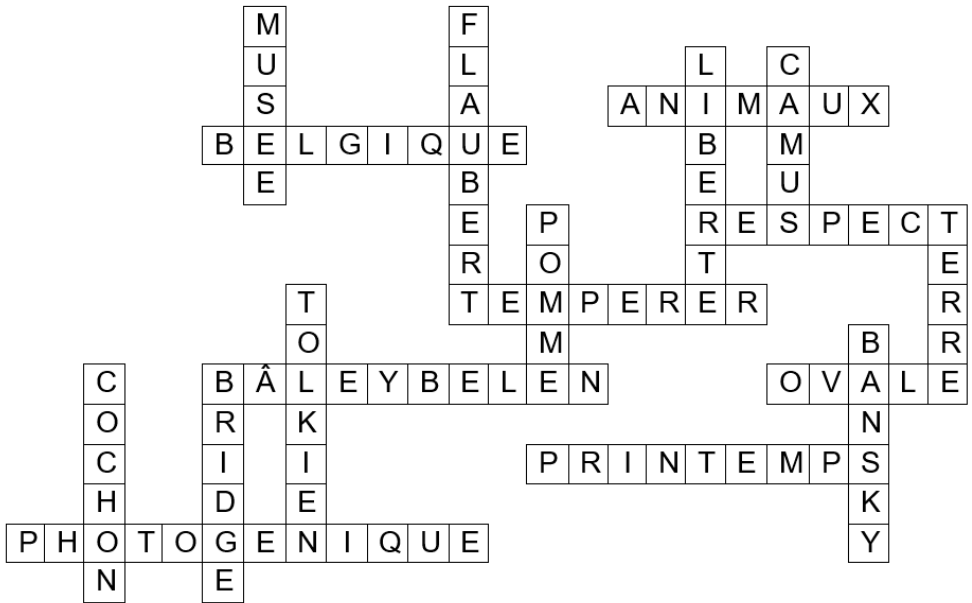 MUSEE
FLAUBERT
LIBERTE
CAMUS
ANIMAUX
BELGIQUE
POMME
RESPECT
TERRE
TOLKIEN
TEMPERER
BANSKY
COCHON
BRIDGE
BÂLEYBELEN
OVALE
PRINTEMPS
PHOTOGENIQUE